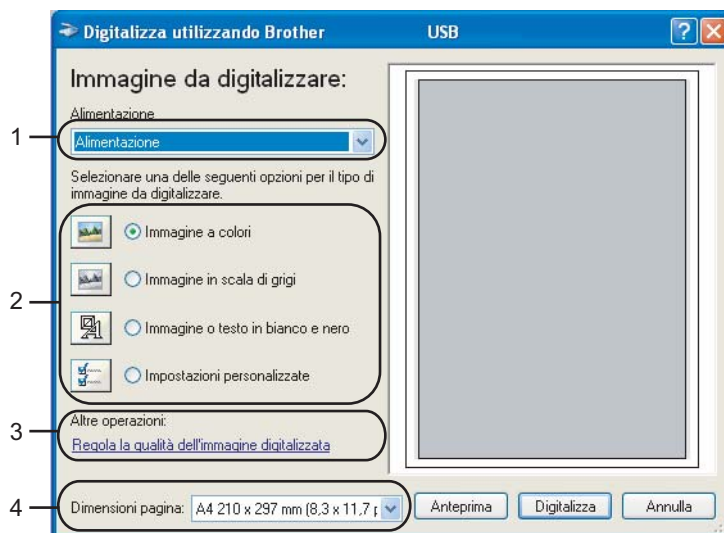 Digitalizza utilizzando Brother USB
Immagine da digitalizzare:
Alimentazione
1
Alimentazione
Selezionare una delle seguenti opzioni per il tipo di
immagine da digitalizzare.
Immagine a colori
Immagine in scala di grigi
2
Immagine o testo in bianco e nero
Impostazioni personalizzate
Altre operazioni:
3
Regola la qualità dell'immagine digitalizzata
4
Dimensioni pagina: A4 210 x 297 mm (8,3 x 11,7 Anteprima Digitalizza Annulla